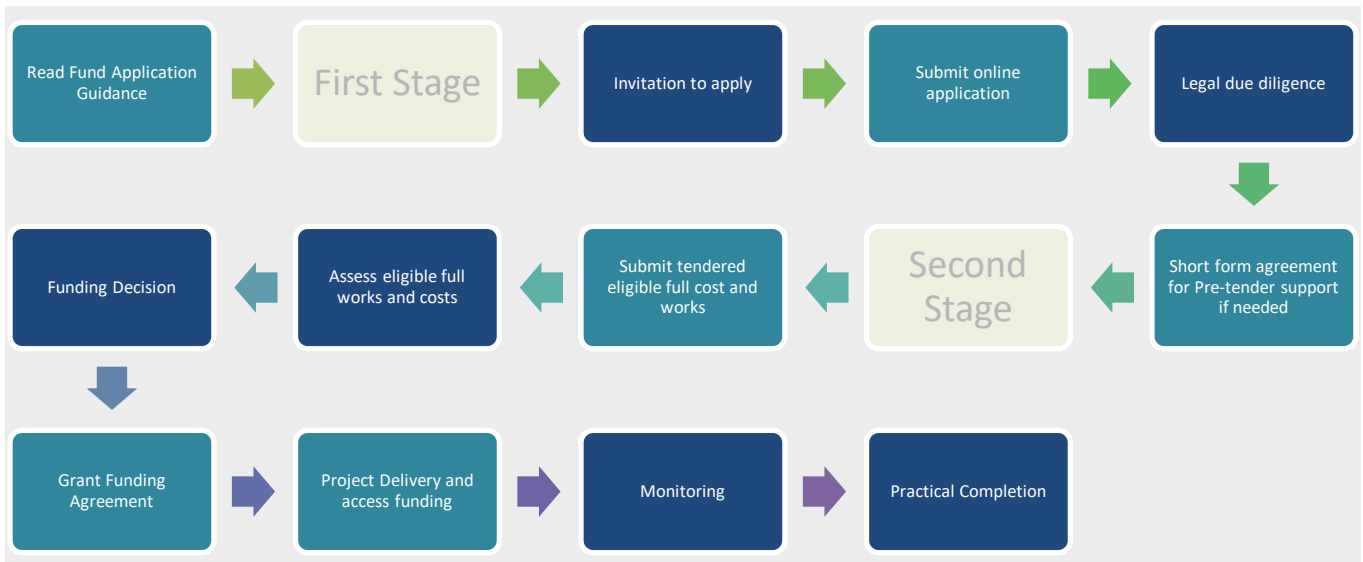 Read Fund Application
Guidance
First Stage
Invitation to apply
Submit online
application
Legal due diligence
Short form agreement
for Pre-tender support
if needed
Second
Stage
Submit tendered
eligible full cost and
works
Assess eligible full
works and costs
Funding Decision
Grant Funding
Agreement
Project Delivery and
access funding
Monitoring
Practical Completion